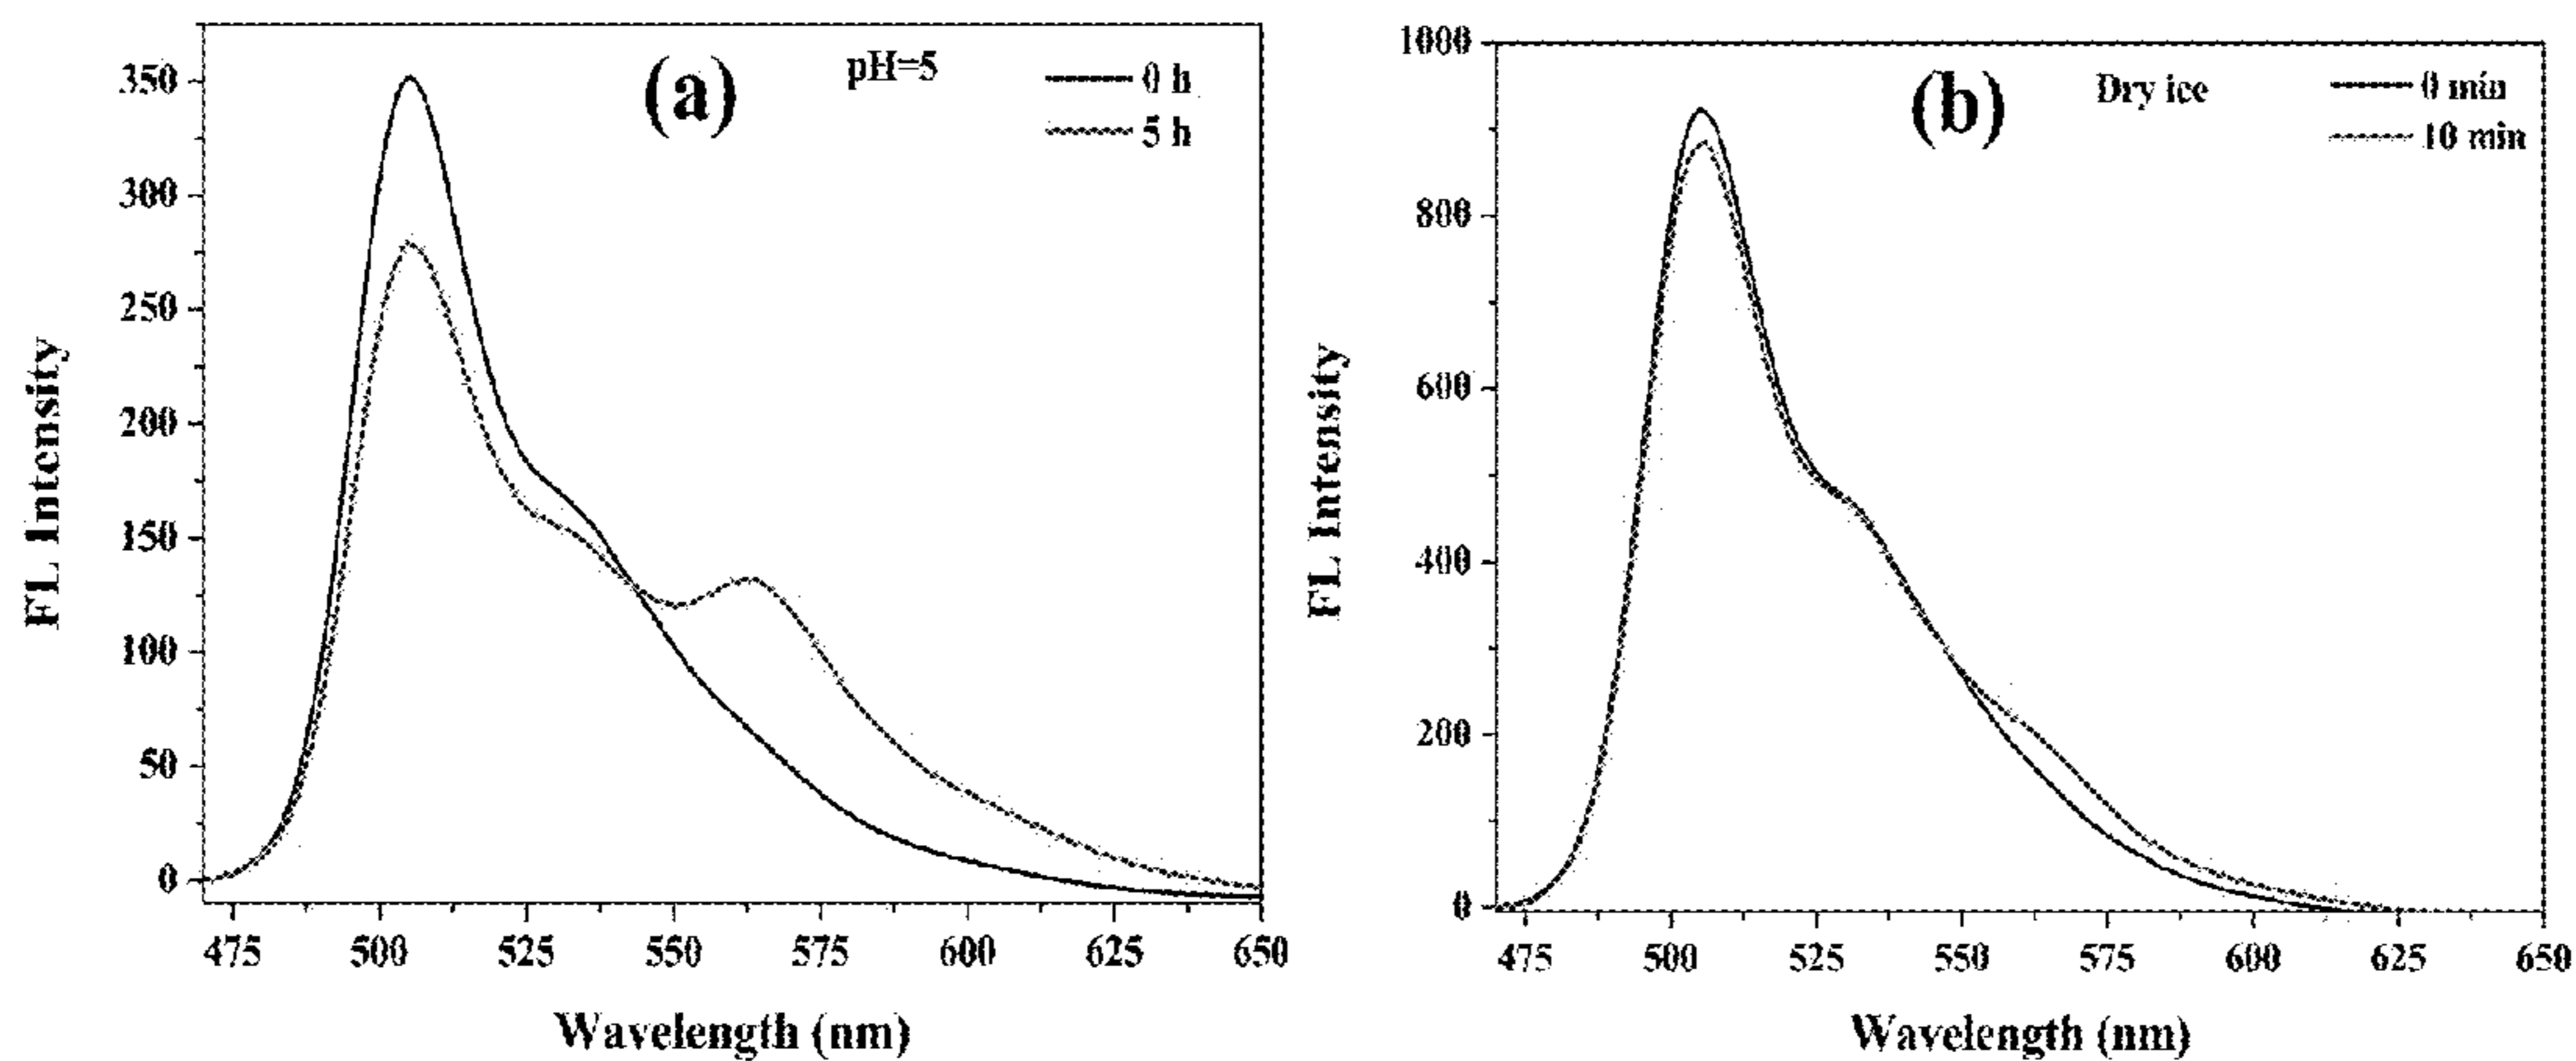 (a)
pH=5
0 h
5 h
350
300
250
200
150
100
50
0
FL Intensity
475 500 525 550 575 600 625 650
Wavelength (nm)
(b)
Dry ice
0 min
10 min
1000
800
600
400
200
0
FL Intensity
475 500 525 550 575 600 625 650
Wavelength (nm)